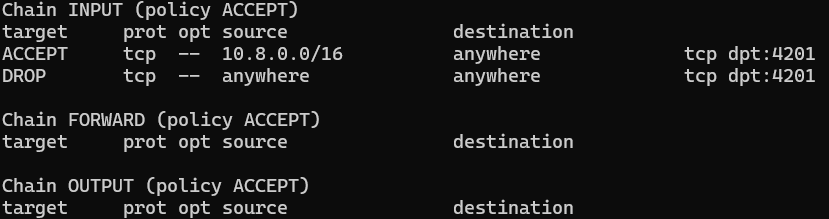 Chain INPUT (policy ACCEPT)
target     prot opt source               destination
ACCEPT     tcp  --  10.8.0.0/16          anywhere             tcp dpt:4201
DROP       tcp  --  anywhere             anywhere             tcp dpt:4201

Chain FORWARD (policy ACCEPT)
target     prot opt source               destination

Chain OUTPUT (policy ACCEPT)
target     prot opt source               destination